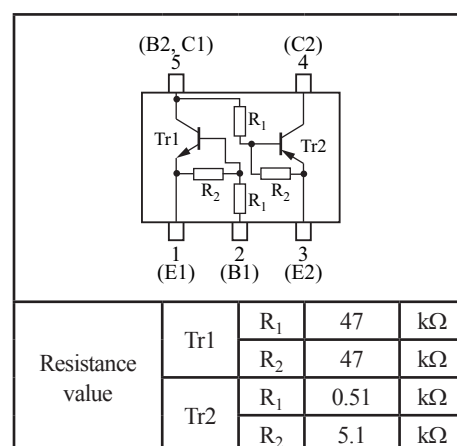 (B2, C1) (C2)
5 4
R1
Tr1 Tr2
R2 R2
R1
1 2 3
(E1) (B1) (E2)
Resistance value Tr1 R1 47 kΩ
R2 47 kΩ
Tr2 R1 0.51 kΩ
R2 5.1 kΩ